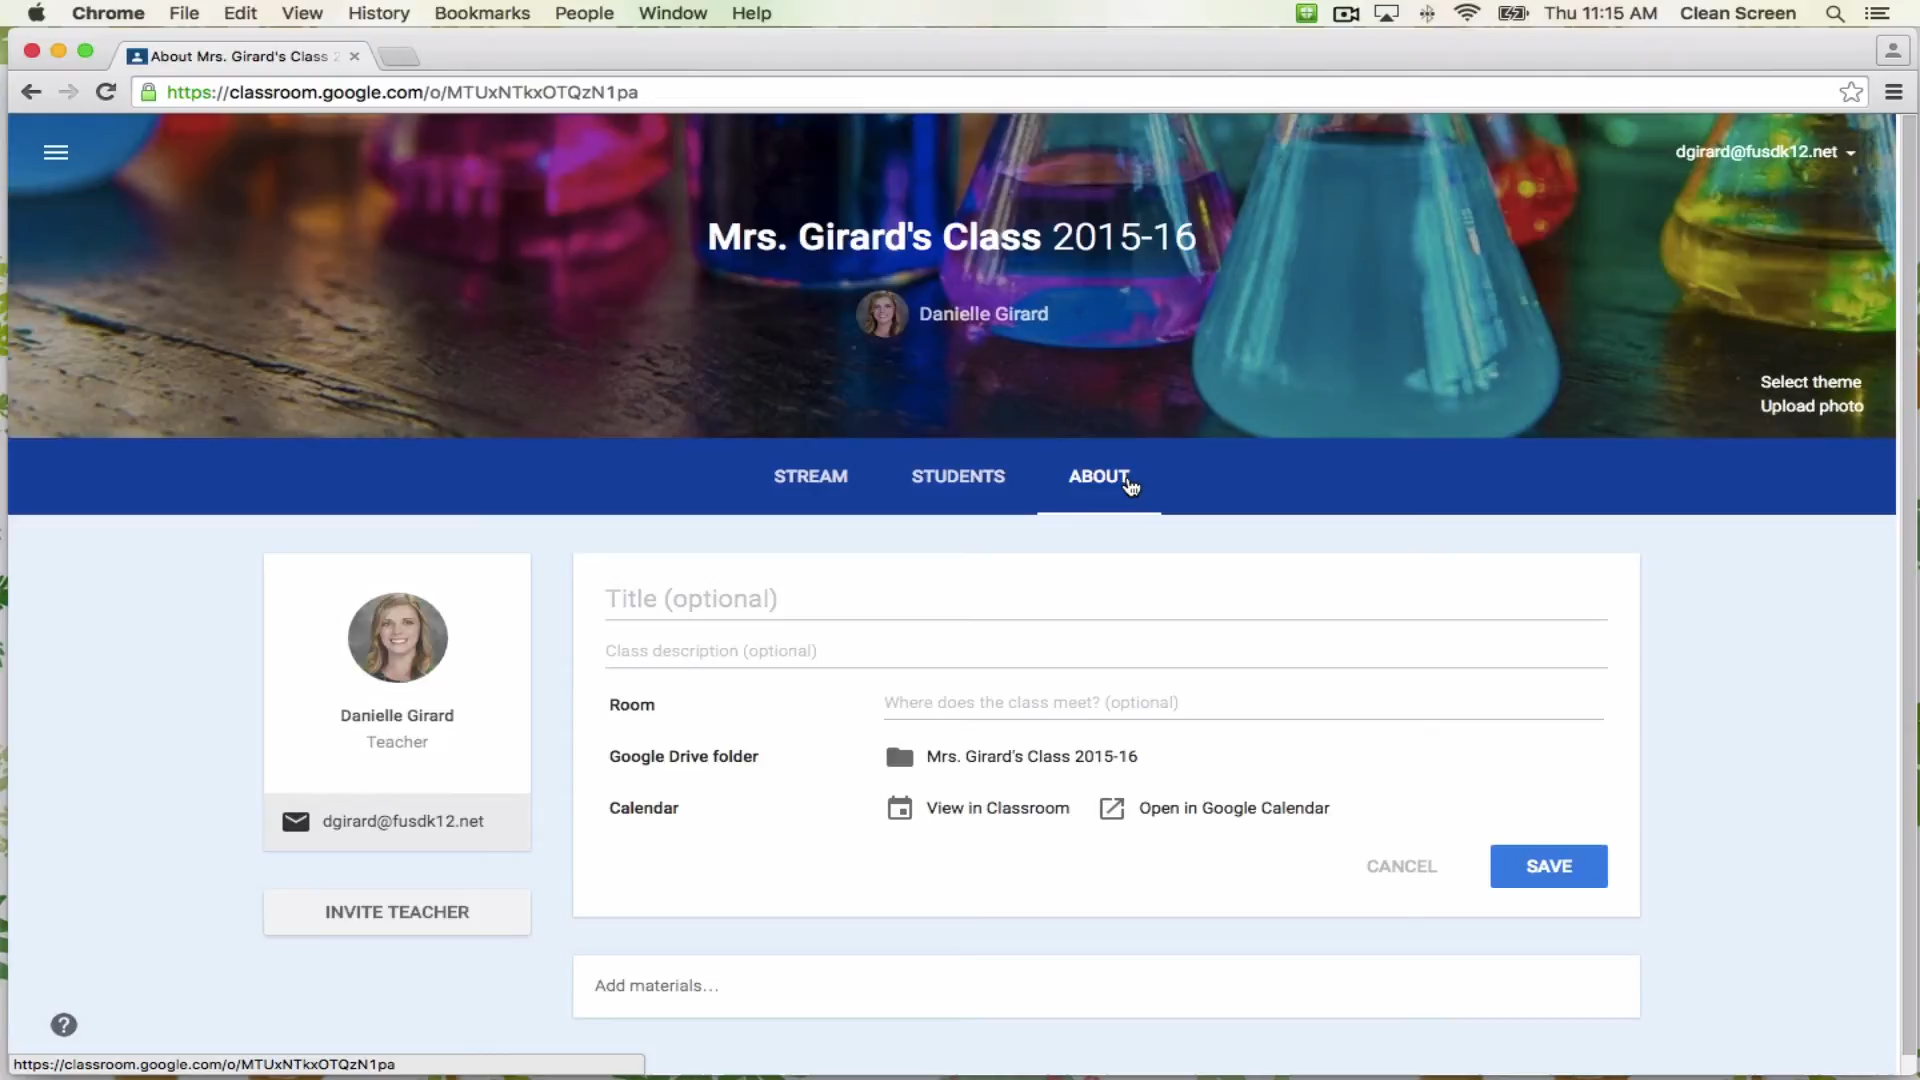 Chrome File Edit View History Bookmarks People Window Help Thu 11:15 AM Clean Screen
About Mrs. Girard's Class 2
https://classroom.google.com/o/MTUxNTkxOTQzN1pa
dgirard@fusdk12.net
Mrs. Girard's Class 2015-16
Danielle Girard
Select theme
Upload photo
STREAM STUDENTS ABOUT
Danielle Girard
Teacher
dgirard@fusdk12.net
INVITE TEACHER
Title (optional)
Class description (optional)
Room Where does the class meet? (optional)
Google Drive folder Mrs. Girard's Class 2015-16
Calendar View in Classroom Open in Google Calendar
CANCEL SAVE
Add materials...
?
https://classroom.google.com/o/MTUxNTkxOTQzN1pa